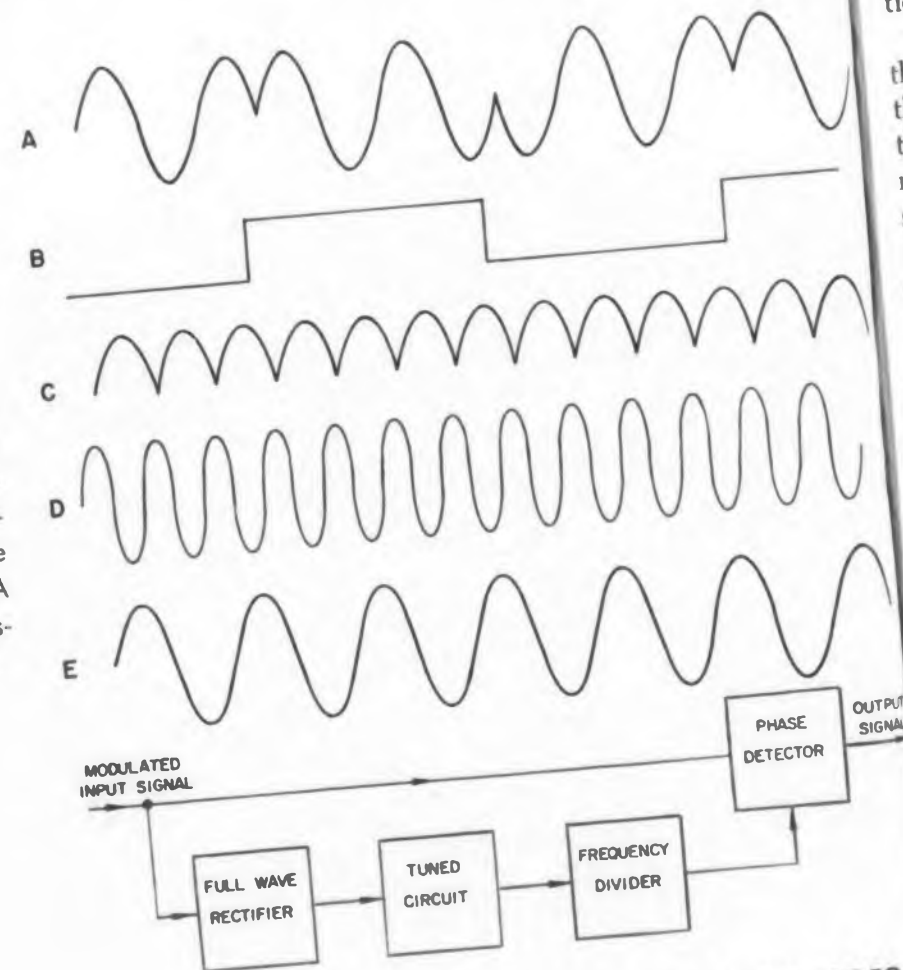 A
B
C
D
E
MODULATED
INPUT SIGNAL
FULL WAVE
RECTIFIER
TUNED
CIRCUIT
FREQUENCY
DIVIDER
PHASE
DETECTOR
OUTPUT
SIGNAL